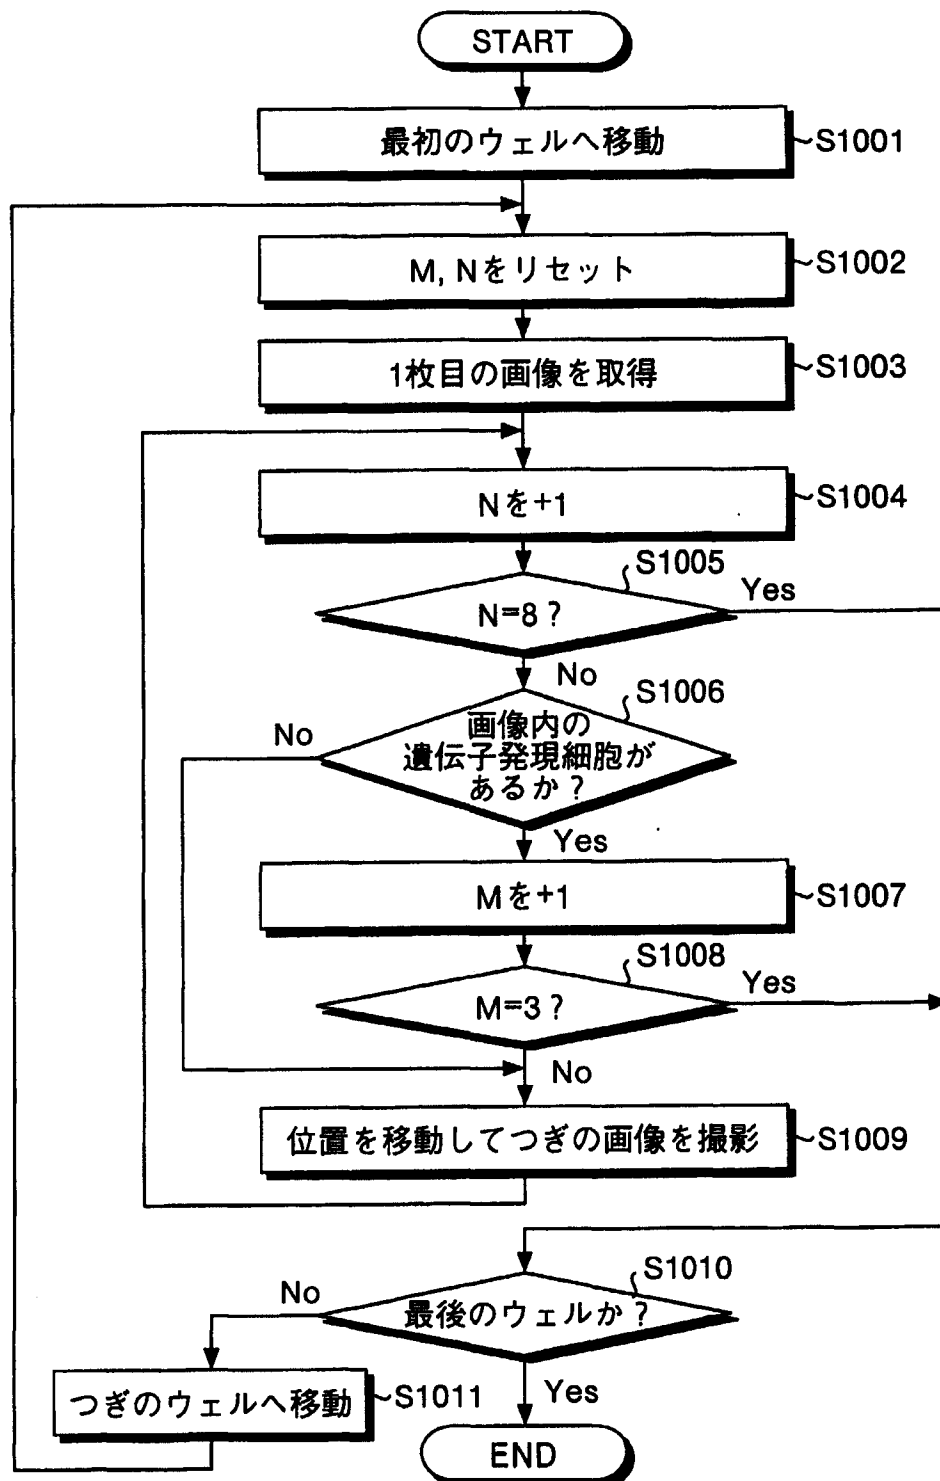 START
最初のウェルへ移動
S1001
M, Nをリセット
S1002
1枚目の画像を取得
S1003
Nを+1
S1004
S1005
N=8?
Yes
No
S1006
画像内の
遺伝子発現細胞が
あるか?
No
Yes
Mを+1
S1007
S1008
M=3?
Yes
No
位置を移動してつぎの画像を撮影
S1009
S1010
最後のウェルか?
No
Yes
つぎのウェルへ移動
S1011
END